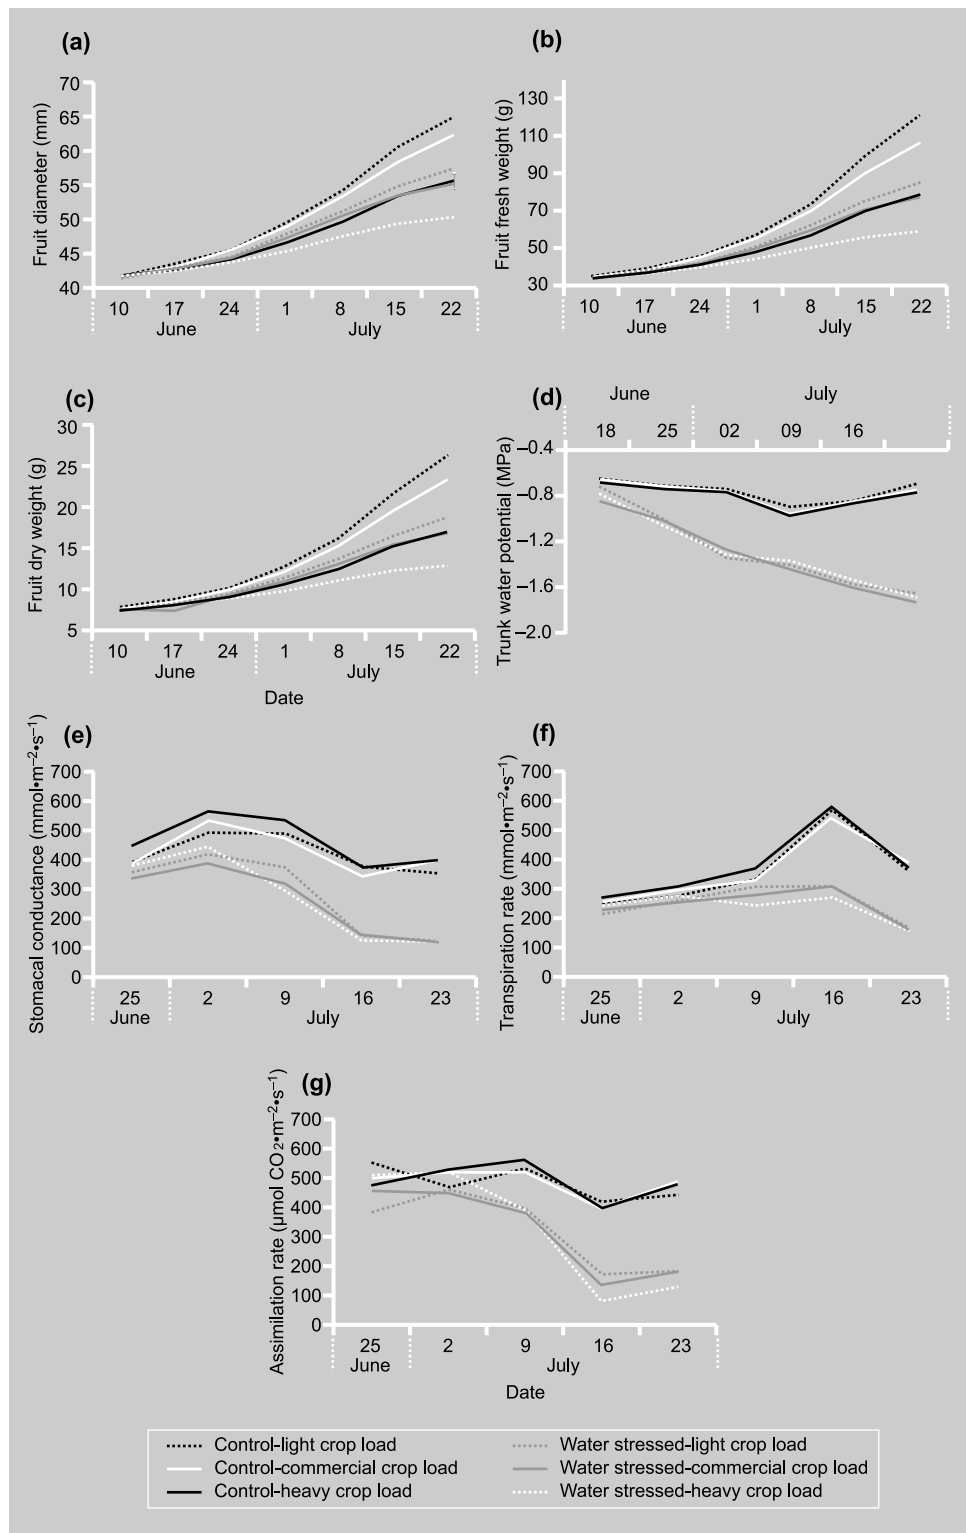 (a)
Fruit diameter (mm)
70
65
60
55
50
45
40
10 17 24 1 8 15 22
June July
(b)
Fruit fresh weight (g)
130
110
90
70
50
30
10 17 24 1 8 15 22
June July
(c)
Fruit dry weight (g)
30
25
20
15
10
5
10 17 24 1 8 15 22
June July
Date
(d)
June July
18 25 02 09 16
Trunk water potential (MPa)
–0.4
–0.8
–1.2
–1.6
–2.0
(e)
Stomacal conductance (mmol•m⁻²•s⁻¹)
700
600
500
400
300
200
100
0
25 2 9 16 23
June July
(f)
Transpiration rate (mmol•m⁻²•s⁻¹)
700
600
500
400
300
200
100
0
25 2 9 16 23
June July
(g)
Assimilation rate (µmol CO₂•m⁻²•s⁻¹)
700
600
500
400
300
200
100
0
25 2 9 16 23
June July
Date
Control-light crop load
Control-commercial crop load
Control-heavy crop load
Water stressed-light crop load
Water stressed-commercial crop load
Water stressed-heavy crop load